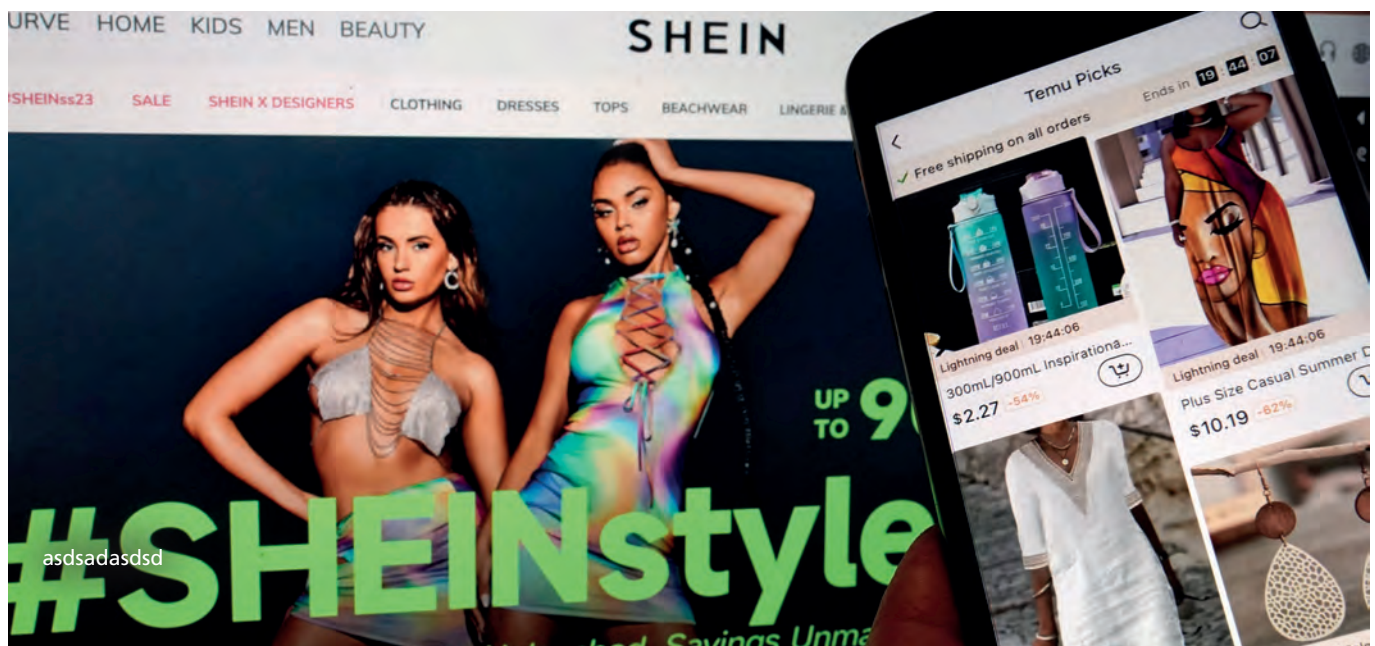 HOME KIDS MEN BEAUTY
SHEIN
SHEINss23 SALE SHEIN X DESIGNERS CLOTHING DRESSES TOPS BEACHWEAR LINGERIE &
UP
TO 9
#SHEINstyle
Savings
asdsadasdsd
Temu Picks
Ends in 19:44:07
Free shipping on all orders
Lightning deal 19:44:06
300mL/900mL Inspirationa...
$2.27 -54%
Lightning deal 19:44:06
Plus Size Casual Summer D
$10.19 -62%